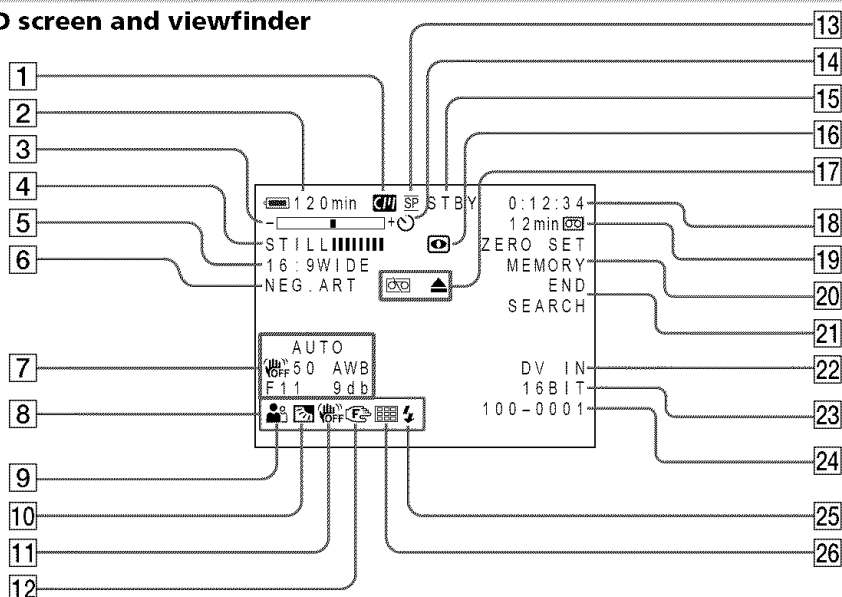 D screen and viewfinder
1
2
3
4
5
6
7
8
9
10
11
12
13
14
15
16
17
18
19
20
21
22
23
24
25
26
120min SP STBY 0:12:34
- + 12min
STILL ZERO SET
16:9WIDE MEMORY
NEG.ART END
SEARCH
AUTO
OFF 50 AWB DV IN
F11 9db 16BIT
OFF F 100-0001